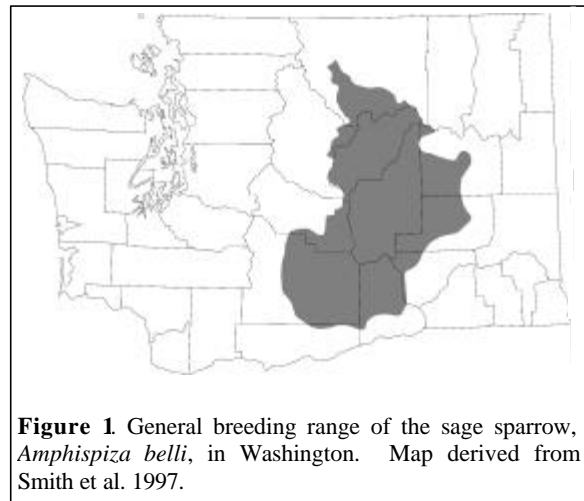 Figure 1. General breeding range of the sage sparrow,
Amphispiza belli, in Washington. Map derived from
Smith et al. 1997.